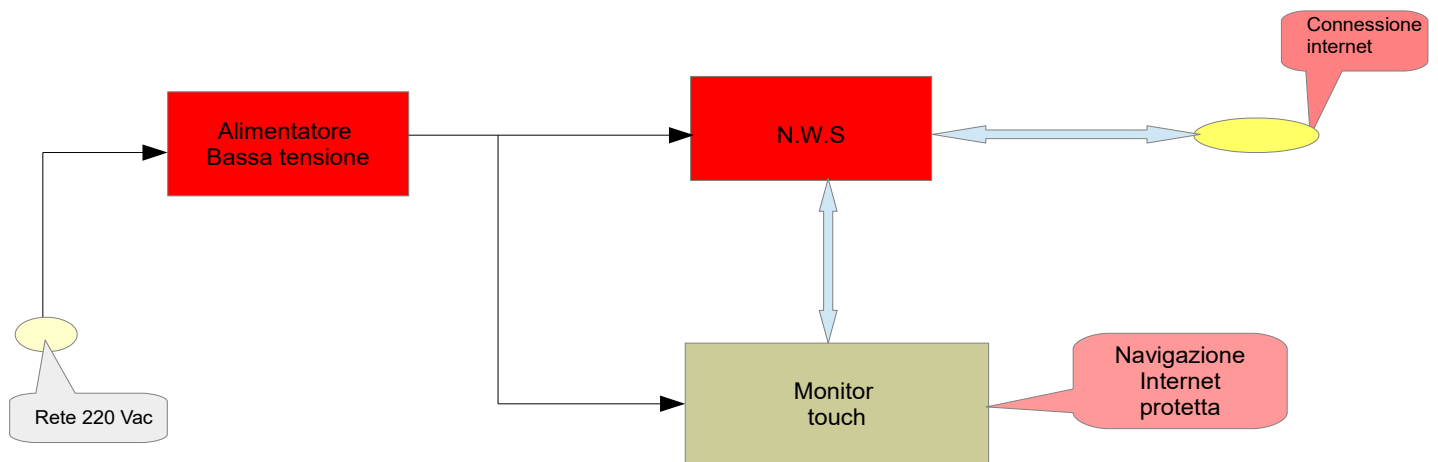 Connessione
internet
Alimentatore
Bassa tensione
N.W.S
Monitor
touch
Navigazione
Internet
protetta
Rete 220 Vac